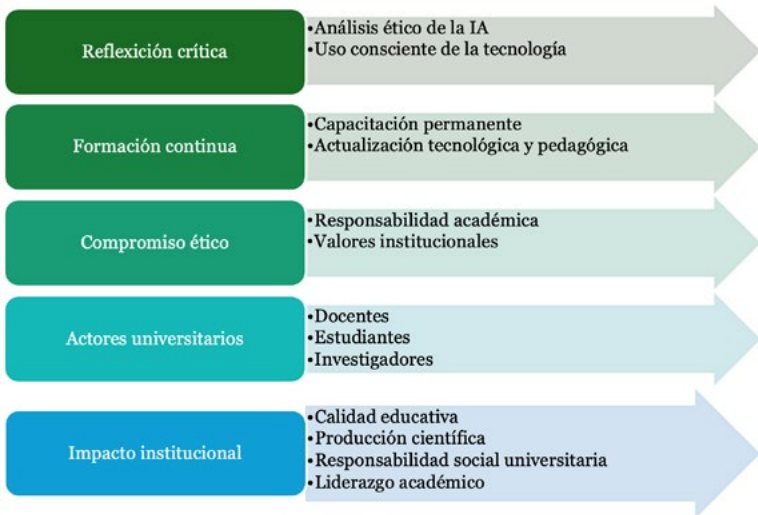 Reflexición crítica
•Análisis ético de la IA
•Uso consciente de la tecnología
Formación continua
•Capacitación permanente
•Actualización tecnológica y pedagógica
Compromiso ético
•Responsabilidad académica
•Valores institucionales
Actores universitarios
•Docentes
•Estudiantes
•Investigadores
Impacto institucional
•Calidad educativa
•Producción científica
•Responsabilidad social universitaria
•Liderazgo académico